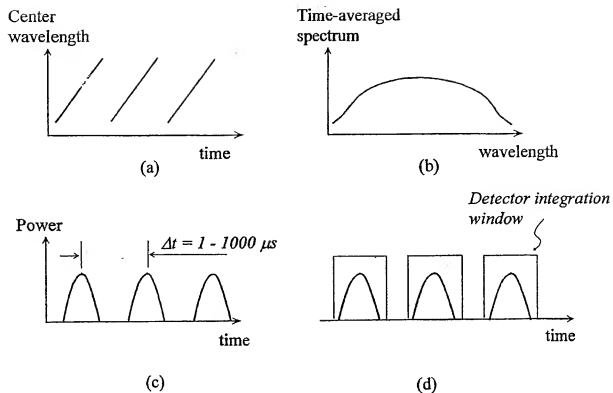 Center
wavelength
time
(a)
Time-averaged
spectrum
wavelength
(b)
Power
Δt = 1 - 1000 μs
time
(c)
Detector integration
window
time
(d)